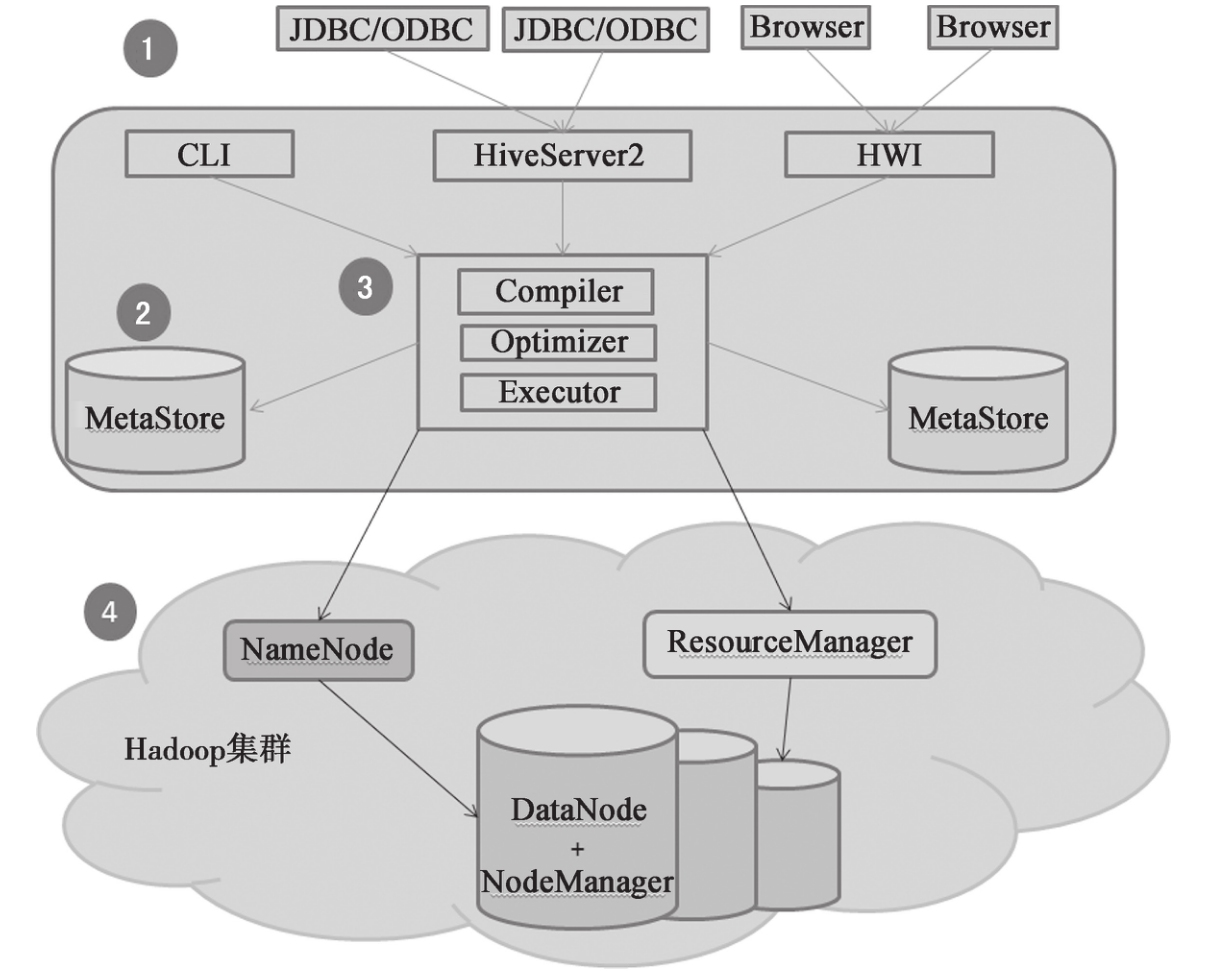 1
JDBC/ODBC
JDBC/ODBC
Browser
Browser
CLI
HiveServer2
HWI
3
Compiler
2
Optimizer
Executor
MetaStore
MetaStore
4
NameNode
ResourceManager
Hadoop集群
DataNode
+
NodeManager